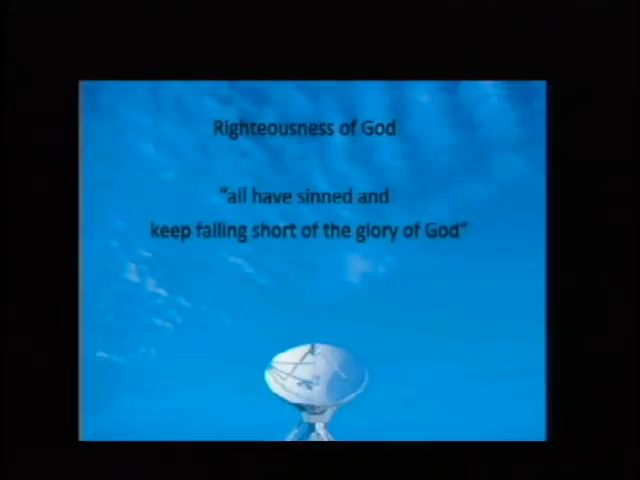 Righteousness of God
“all have sinned and
keep falling short of the glory of God”